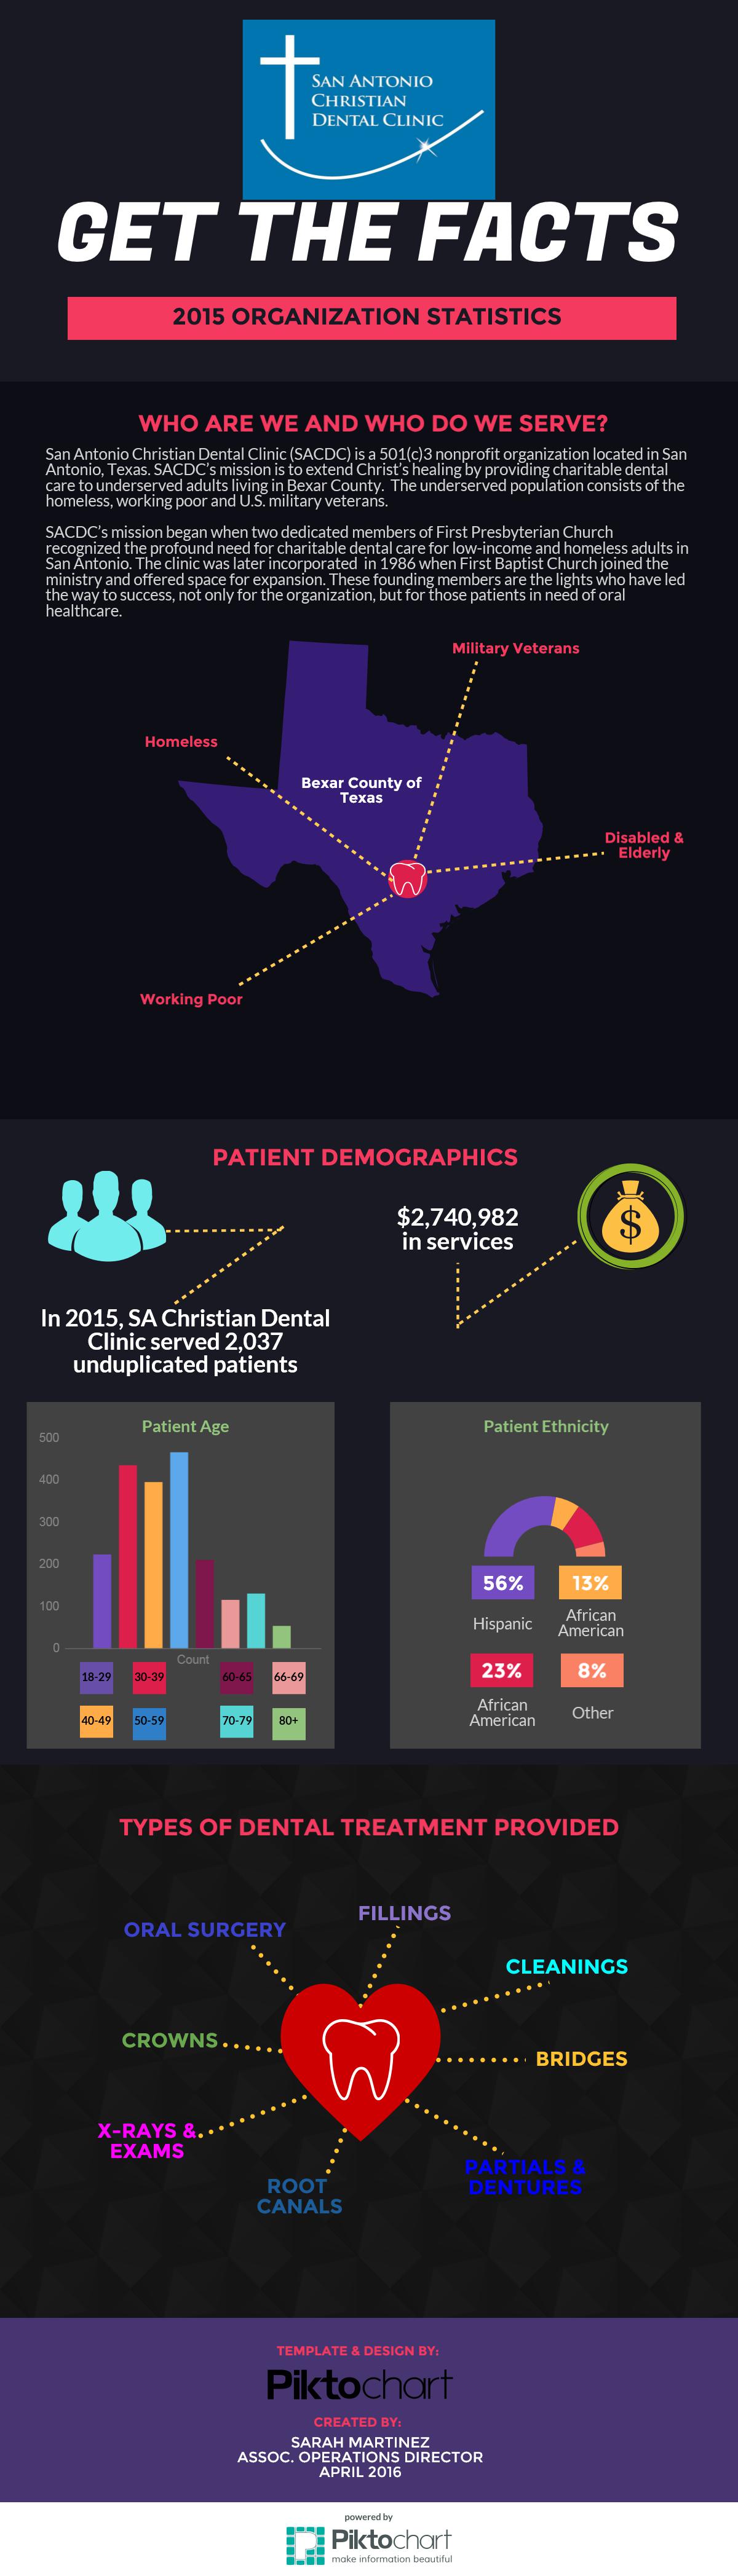 SAN ANTONIO
CHRISTIAN
DENTAL CLINIC
GET THE FACTS
2015 ORGANIZATION STATISTICS
WHO ARE WE AND WHO DO WE SERVE?
San Antonio Christian Dental Clinic (SACDC) is a 501(c)3 nonprofit organization located in San
Antonio, Texas. SACDC's mission is to extend Christ's healing by providing charitable dental
care to underserved adults living in Bexar County. The underserved population consists of the
homeless, working poor and U.S. military veterans.
SACDC's mission began when two dedicated members of First Presbyterian Church
recognized the profound need for charitable dental care for low-income and homeless adults in
San Antonio. The clinic was later incorporated in 1986 when First Baptist Church joined the
ministry and offered space for expansion. These founding members are the lights who have led
the way to success, not only for the organization, but for those patients in need of oral
healthcare.
Military Veterans
Homeless
Bexar County of
Texas
Disabled &
Elderly
Working Poor
PATIENT DEMOGRAPHICS
$2,740,982
in services
$
In 2015, SA Christian Dental
Clinic served 2,037
unduplicated patients
Patient Age
500
400
300
200
100
0
Count
18-29 30-39 60-65 66-69
40-49 50-59 70-79 80+
Patient Ethnicity
56% 13%
Hispanic African
American
23% 8%
African
American Other
TYPES OF DENTAL TREATMENT PROVIDED
FILLINGS
ORAL SURGERY
CLEANINGS
CROWNS
BRIDGES
X-RAYS &
EXAMS
PARTIALS &
DENTURES
ROOT
CANALS
TEMPLATE & DESIGN BY:
Piktochart
CREATED BY:
SARAH MARTINEZ
ASSOC. OPERATIONS DIRECTOR
APRIL 2016
powered by
Piktochart
make information beautiful